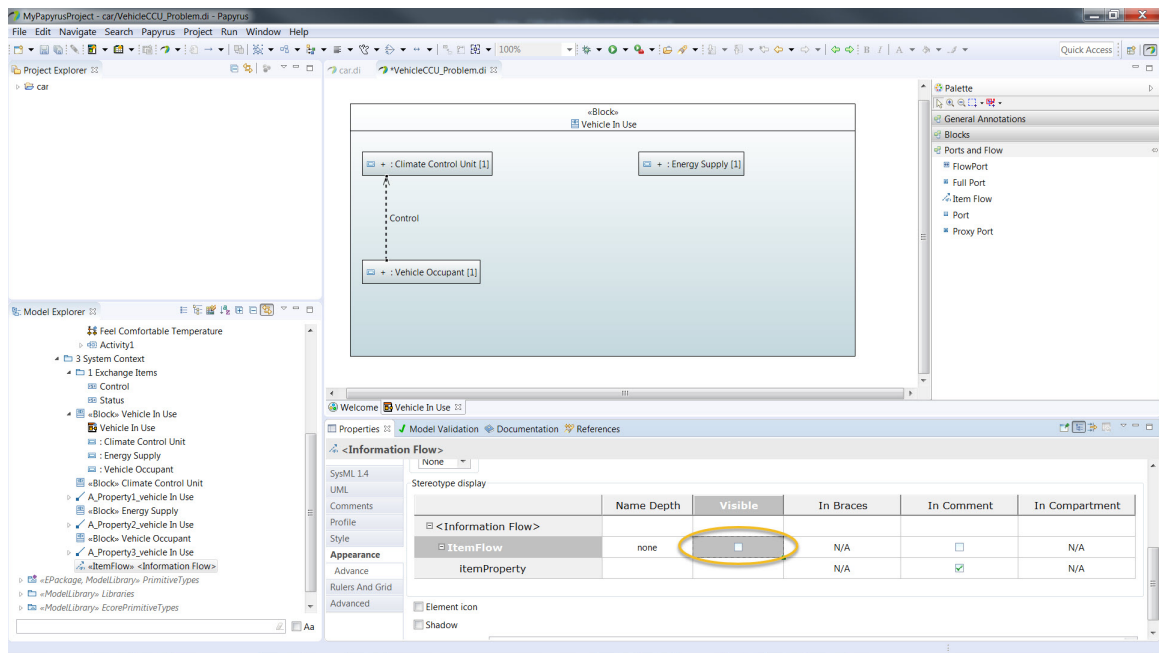 MyPapyrusProject - car/VehicleCCU_Problem.di - Papyrus
File Edit Navigate Search Papyrus Project Run Window Help
100%
B I
A
Quick Access
Project Explorer
car
car.di
*VehicleCCU_Problem.di
«Block»
Vehicle In Use
+ : Climate Control Unit [1]
+ : Energy Supply [1]
Control
+ : Vehicle Occupant [1]
Palette
General Annotations
Blocks
Ports and Flow
FlowPort
Full Port
Item Flow
Port
Proxy Port
Model Explorer
Feel Comfortable Temperature
Activity1
3 System Context
1 Exchange Items
Control
Status
«Block» Vehicle In Use
Vehicle In Use
: Climate Control Unit
: Energy Supply
: Vehicle Occupant
«Block» Climate Control Unit
A_Property1_vehicle In Use
«Block» Energy Supply
A_Property2_vehicle In Use
«Block» Vehicle Occupant
A_Property3_vehicle In Use
«ItemFlow» <Information Flow>
«EPackage, ModelLibrary» PrimitiveTypes
«ModelLibrary» Libraries
«ModelLibrary» EcorePrimitiveTypes
Aa
Welcome
Vehicle In Use
Properties
Model Validation
Documentation
References
<Information Flow>
SysML 1.4
UML
Comments
Profile
Style
Appearance
Advance
Rulers And Grid
Advanced
None
Stereotype display
Name Depth Visible In Braces In Comment In Compartment
<Information Flow>
ItemFlow none N/A N/A
itemProperty N/A N/A
Element icon
Shadow